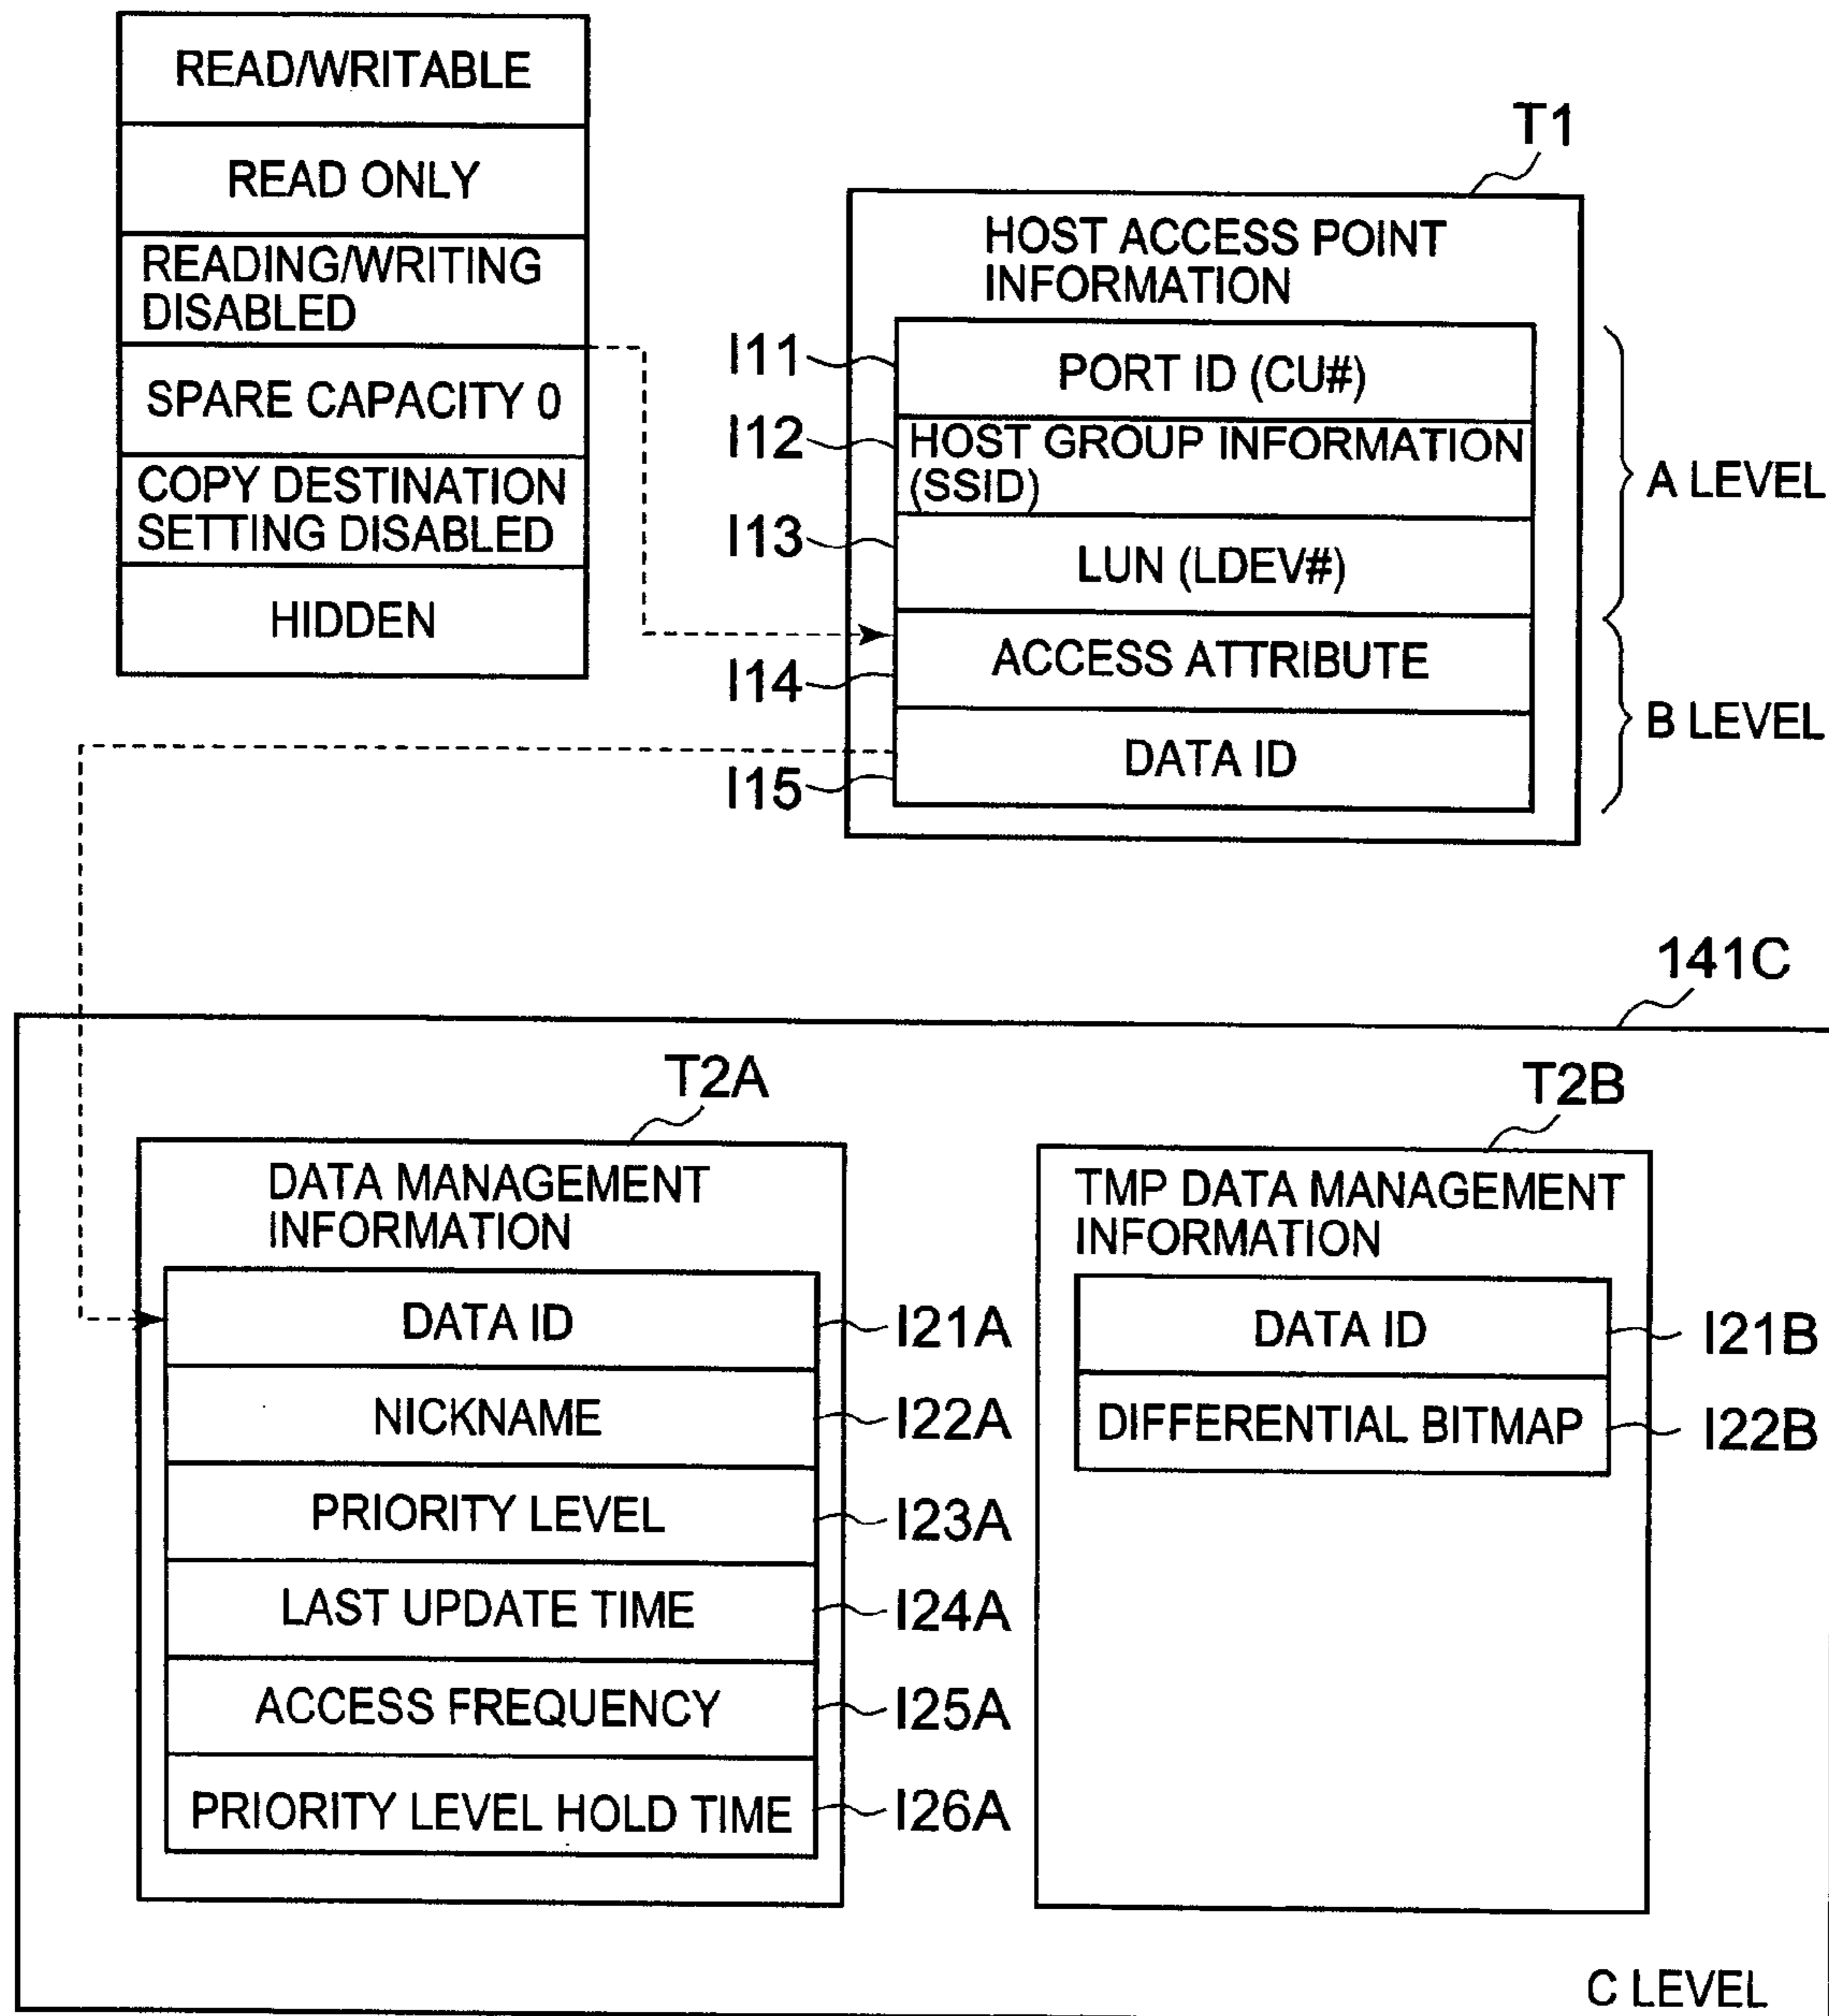 READ/WRITABLE
READ ONLY
READING/WRITING
DISABLED
SPARE CAPACITY 0
COPY DESTINATION
SETTING DISABLED
HIDDEN
T1
HOST ACCESS POINT
INFORMATION
I11
PORT ID (CU#)
I12
HOST GROUP INFORMATION
(SSID)
I13
LUN (LDEV#)
A LEVEL
I14
ACCESS ATTRIBUTE
I15
DATA ID
B LEVEL
141C
T2A
DATA MANAGEMENT
INFORMATION
DATA ID
I21A
NICKNAME
I22A
PRIORITY LEVEL
I23A
LAST UPDATE TIME
I24A
ACCESS FREQUENCY
I25A
PRIORITY LEVEL HOLD TIME
I26A
T2B
TMP DATA MANAGEMENT
INFORMATION
DATA ID
I21B
DIFFERENTIAL BITMAP
I22B
C LEVEL